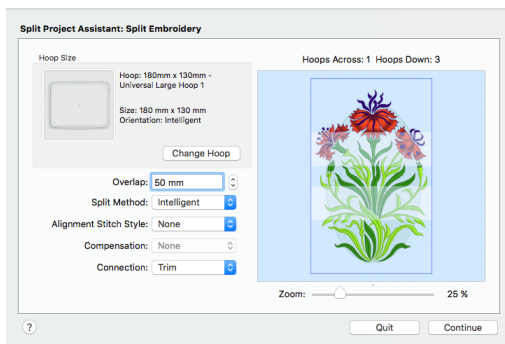 Split Project Assistant: Split Embroidery
Hoop Size
Hoop: 180mm x 130mm -
Universal Large Hoop 1
Size: 180 mm x 130 mm
Orientation: Intelligent
Change Hoop
Overlap: 50 mm
Split Method: Intelligent
Alignment Stitch Style: None
Compensation: None
Connection: Trim
Hoops Across: 1 Hoops Down: 3
Zoom: 25 %
?
Quit Continue